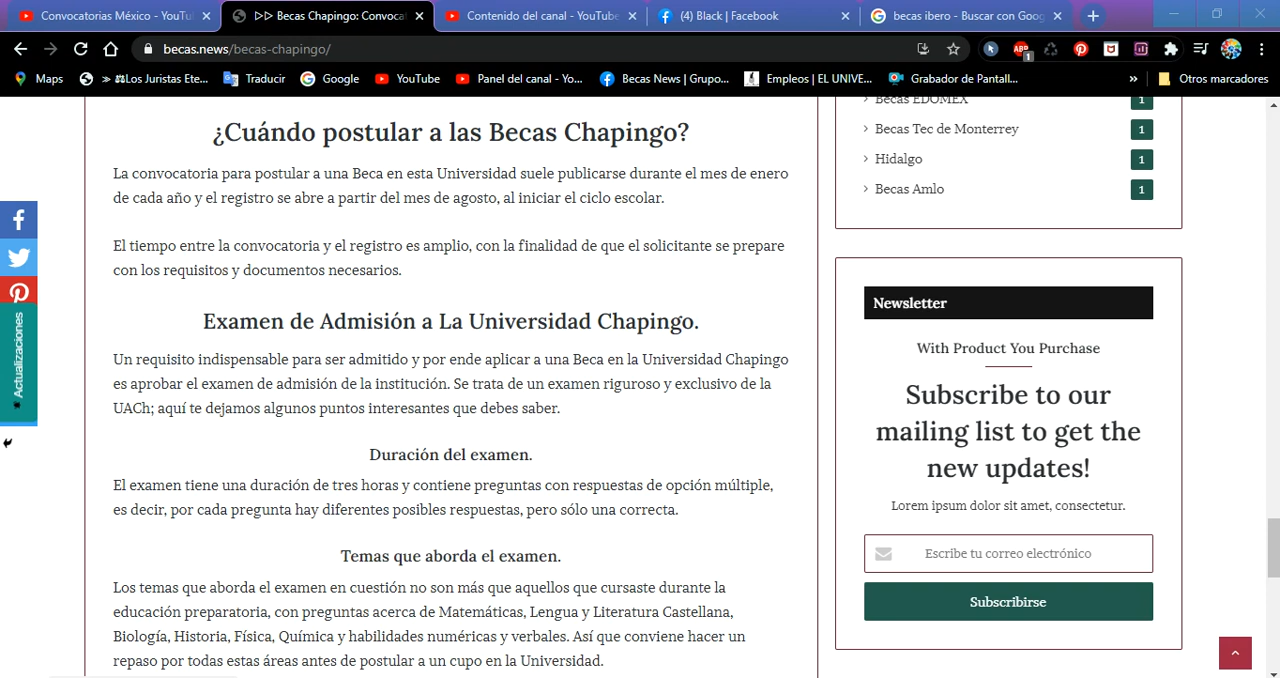 Convocatorias México - YouTu
▷▷ Becas Chapingo: Convocat
Contenido del canal - YouTube
(4) Black | Facebook
becas ibero - Buscar con Goog
becas.news/becas-chapingo/
ABP
1
Maps
» ⚖Los Juristas Ete...
Traducir
Google
YouTube
Panel del canal - Yo...
Becas News | Grupo...
Empleos | EL UNIVE...
Grabador de Pantall...
»
Otros marcadores
¿Cuándo postular a las Becas Chapingo?
La convocatoria para postular a una Beca en esta Universidad suele publicarse durante el mes de enero
de cada año y el registro se abre a partir del mes de agosto, al iniciar el ciclo escolar.
El tiempo entre la convocatoria y el registro es amplio, con la finalidad de que el solicitante se prepare
con los requisitos y documentos necesarios.
Examen de Admisión a La Universidad Chapingo.
Un requisito indispensable para ser admitido y por ende aplicar a una Beca en la Universidad Chapingo
es aprobar el examen de admisión de la institución. Se trata de un examen riguroso y exclusivo de la
UACh; aquí te dejamos algunos puntos interesantes que debes saber.
Duración del examen.
El examen tiene una duración de tres horas y contiene preguntas con respuestas de opción múltiple,
es decir, por cada pregunta hay diferentes posibles respuestas, pero sólo una correcta.
Temas que aborda el examen.
Los temas que aborda el examen en cuestión no son más que aquellos que cursaste durante la
educación preparatoria, con preguntas acerca de Matemáticas, Lengua y Literatura Castellana,
Biología, Historia, Física, Química y habilidades numéricas y verbales. Así que conviene hacer un
repaso por todas estas áreas antes de postular a un cupo en la Universidad.
Actualizaciones
Becas EDOMEX 1
Becas Tec de Monterrey 1
Hidalgo 1
Becas Amlo 1
Newsletter
With Product You Purchase
Subscribe to our
mailing list to get the
new updates!
Lorem ipsum dolor sit amet, consectetur.
Escribe tu correo electrónico
Subscribirse